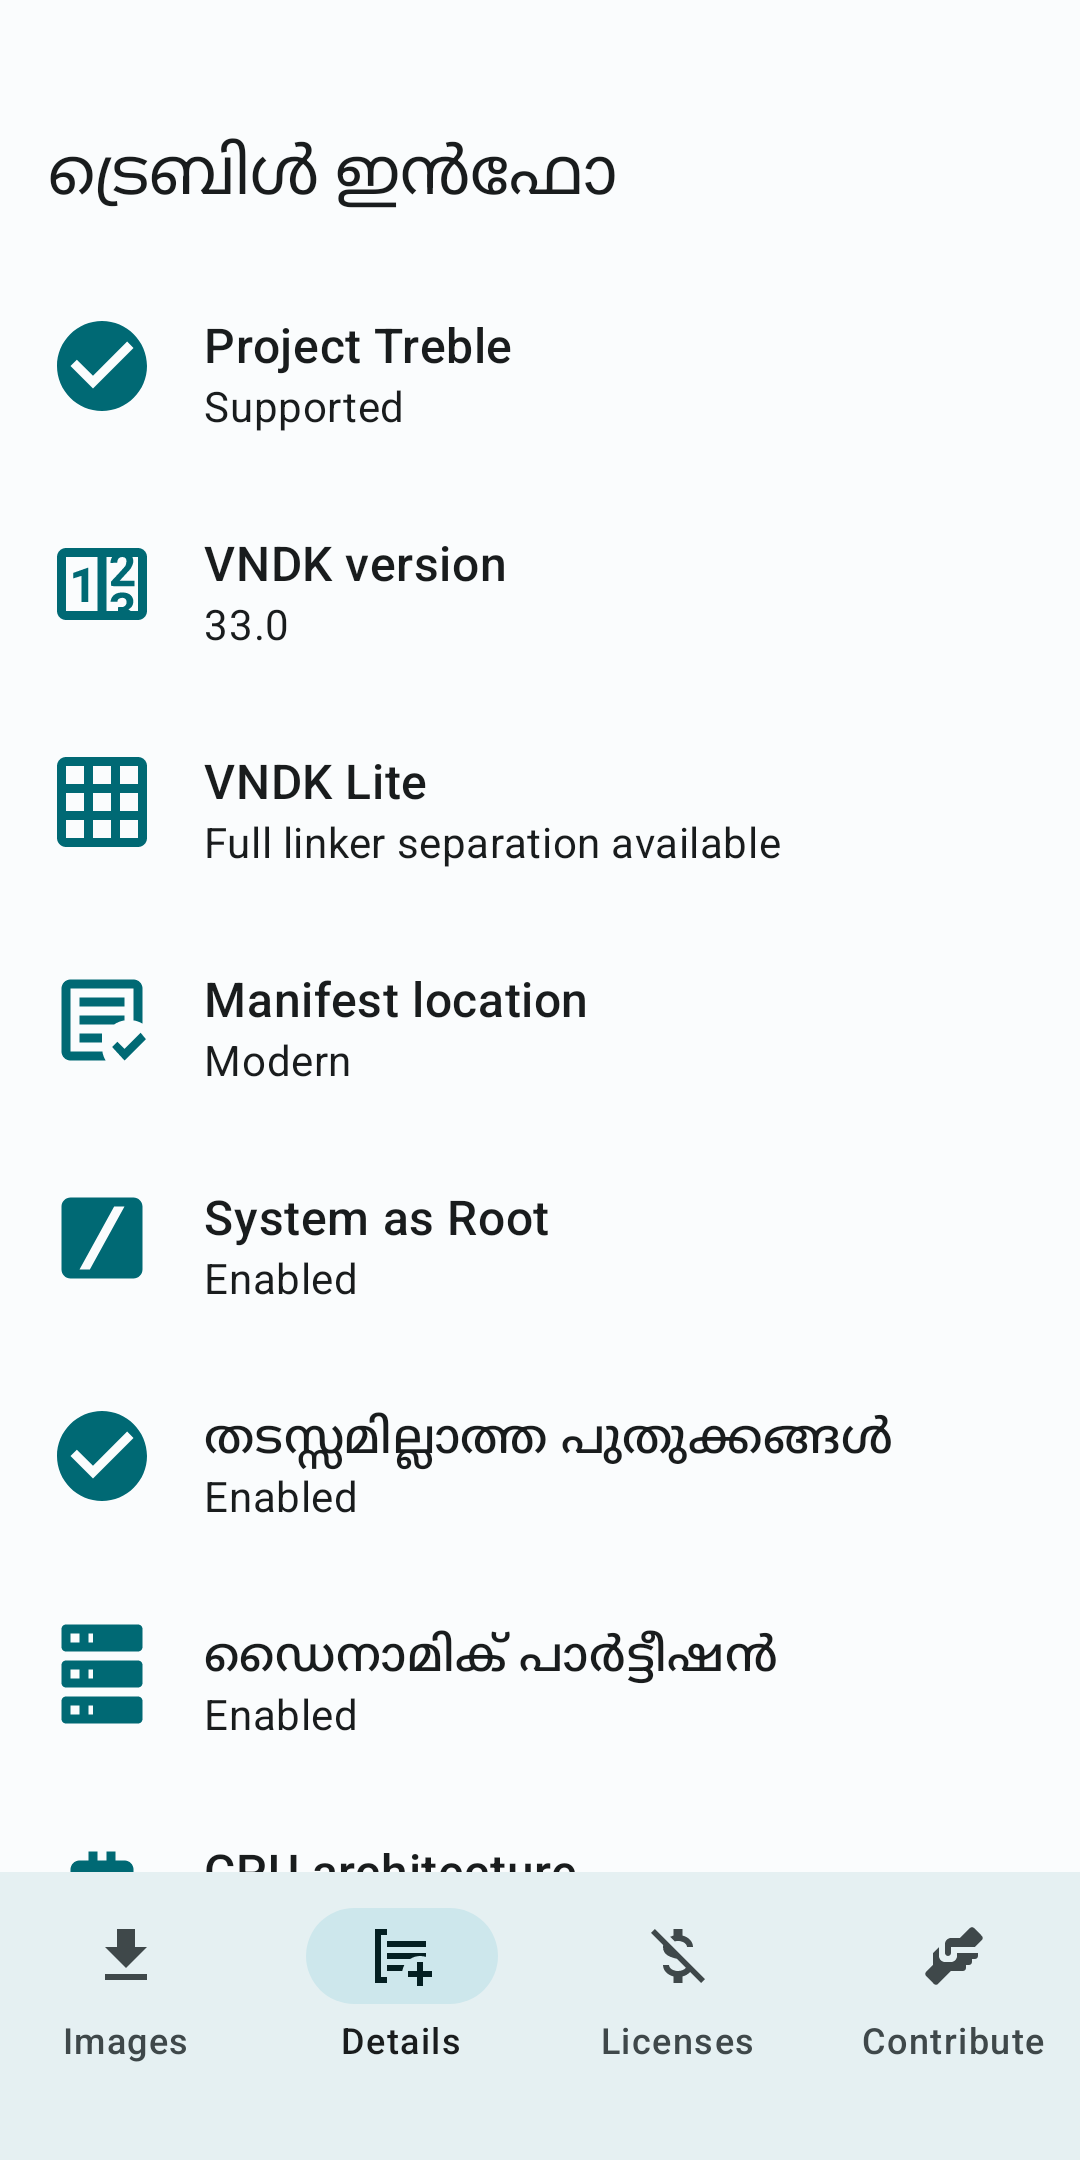 ട്രെബിൾ ഇൻഫോ
Project Treble
Supported
VNDK version
33.0
VNDK Lite
Full linker separation available
Manifest location
Modern
System as Root
Enabled
തടസ്സമില്ലാത്ത പുതുക്കങ്ങൾ
Enabled
ഡൈനാമിക് പാർട്ടീഷൻ
Enabled
CPU architecture
Images
Details
Licenses
Contribute